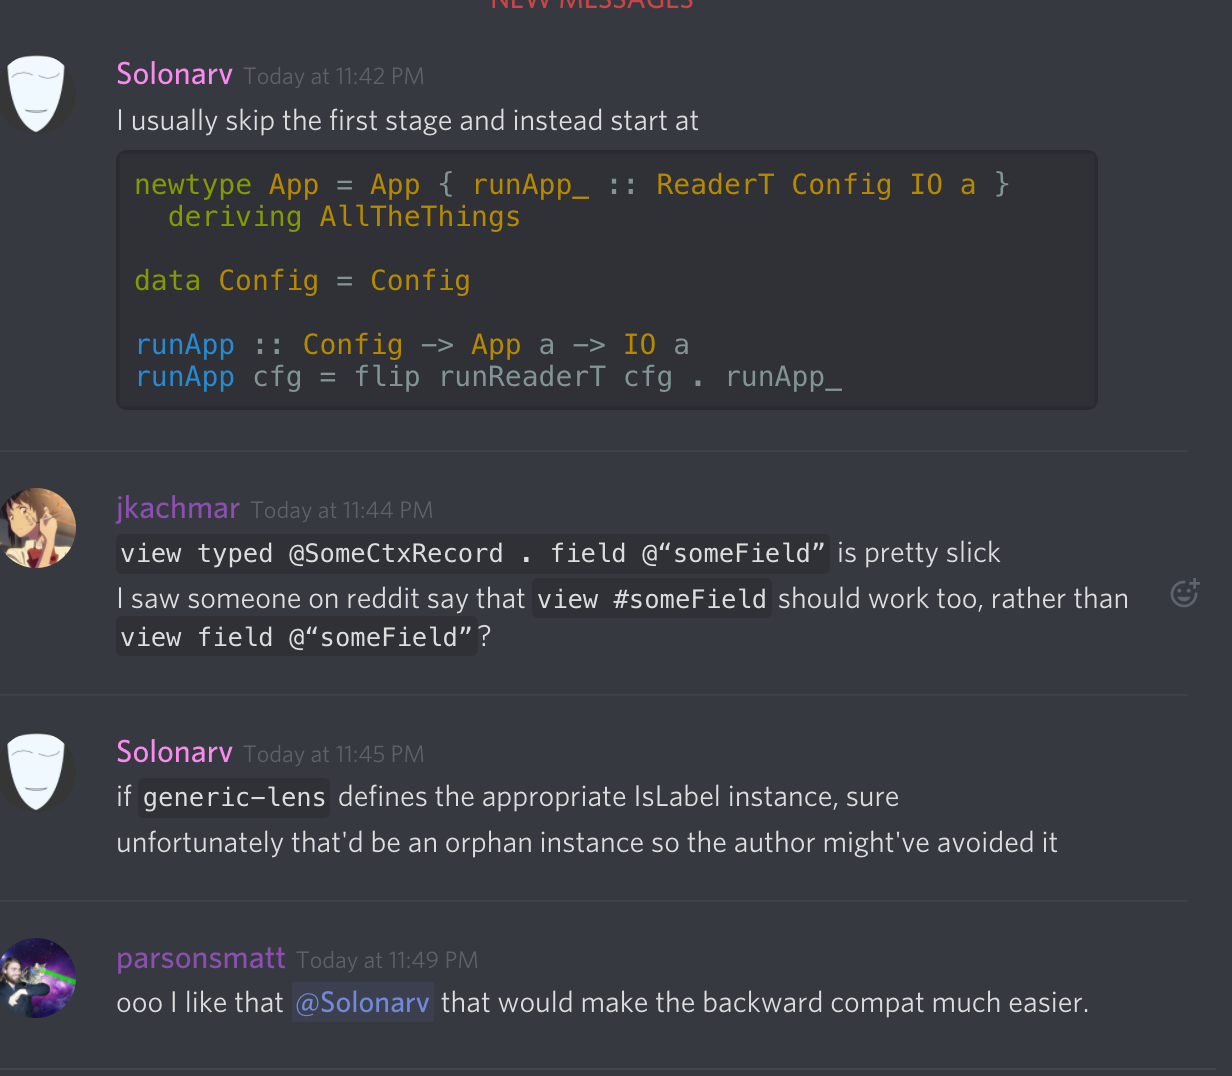 NEW MESSAGES
Solonarv Today at 11:42 PM
I usually skip the first stage and instead start at
newtype App = App { runApp_ :: ReaderT Config IO a }
  deriving AllTheThings
data Config = Config
runApp :: Config -> App a -> IO a
runApp cfg = flip runReaderT cfg . runApp_
jkachmar Today at 11:44 PM
view typed @SomeCtxRecord . field @“someField” is pretty slick
I saw someone on reddit say that view #someField should work too, rather than
view field @“someField”?
Solonarv Today at 11:45 PM
if generic-lens defines the appropriate IsLabel instance, sure
unfortunately that'd be an orphan instance so the author might've avoided it
parsonsmatt Today at 11:49 PM
ooo I like that @Solonarv that would make the backward compat much easier.